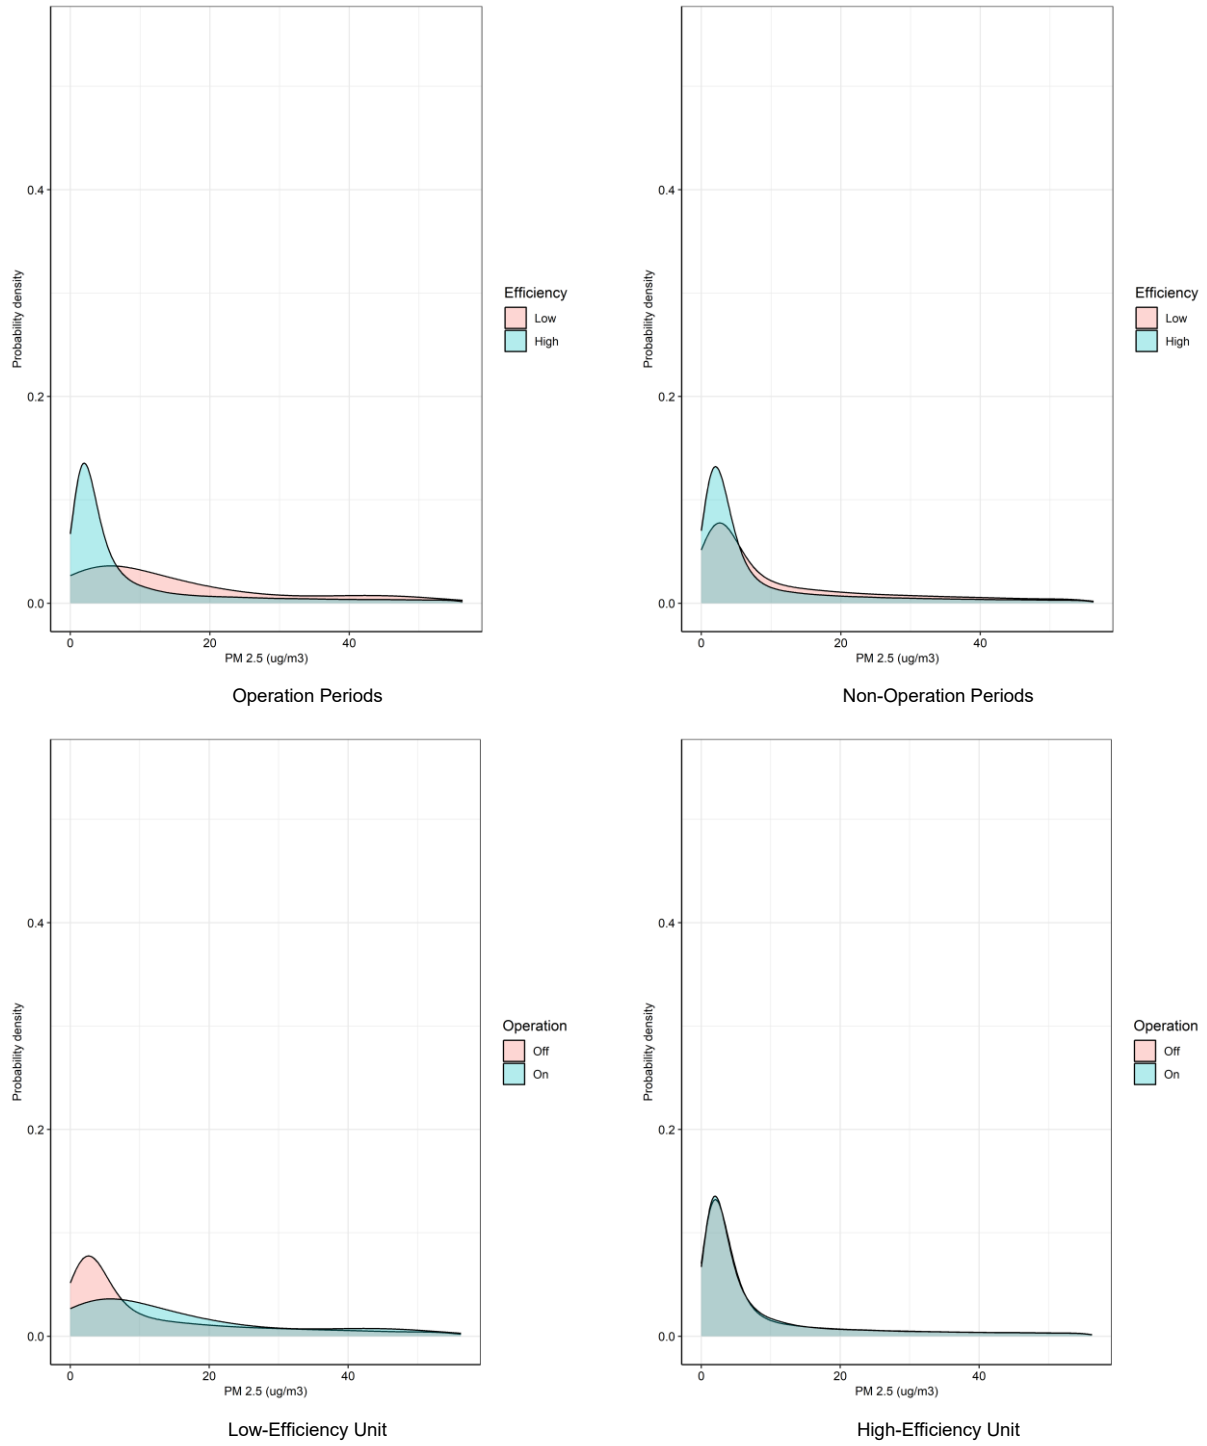 0.4
0.2
0.0
Probability density
0 20 40
PM 2.5 (ug/m3)
Efficiency
Low
High
Operation Periods
0.4
0.2
0.0
Probability density
0 20 40
PM 2.5 (ug/m3)
Efficiency
Low
High
Non-Operation Periods
0.4
0.2
0.0
Probability density
0 20 40
PM 2.5 (ug/m3)
Operation
Off
On
Low-Efficiency Unit
0.4
0.2
0.0
Probability density
0 20 40
PM 2.5 (ug/m3)
Operation
Off
On
High-Efficiency Unit